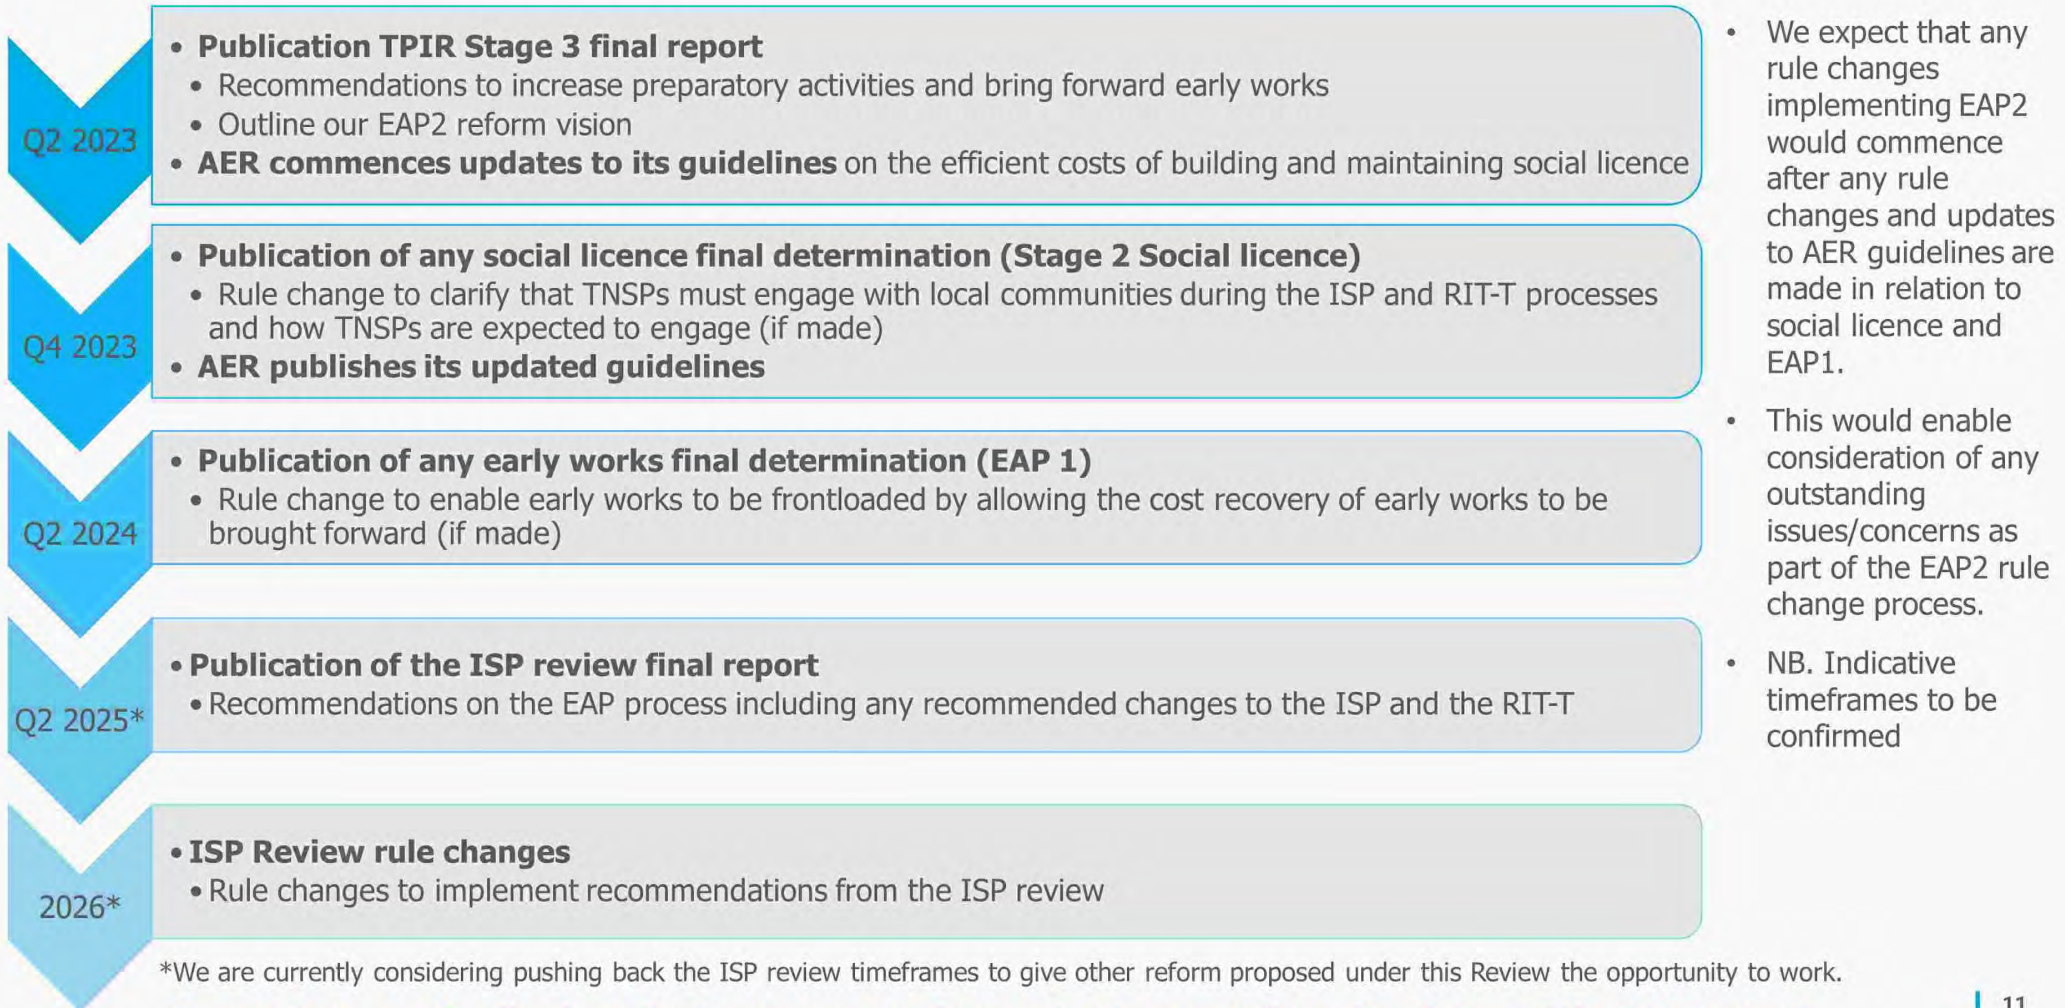 Q2 2023
• Publication TPIR Stage 3 final report
• Recommendations to increase preparatory activities and bring forward early works
• Outline our EAP2 reform vision
• AER commences updates to its guidelines on the efficient costs of building and maintaining social licence
Q4 2023
• Publication of any social licence final determination (Stage 2 Social licence)
• Rule change to clarify that TNSPs must engage with local communities during the ISP and RIT-T processes
and how TNSPs are expected to engage (if made)
• AER publishes its updated guidelines
Q2 2024
• Publication of any early works final determination (EAP 1)
• Rule change to enable early works to be frontloaded by allowing the cost recovery of early works to be
brought forward (if made)
Q2 2025*
• Publication of the ISP review final report
• Recommendations on the EAP process including any recommended changes to the ISP and the RIT-T
2026*
• ISP Review rule changes
• Rule changes to implement recommendations from the ISP review
*We are currently considering pushing back the ISP review timeframes to give other reform proposed under this Review the opportunity to work.
• We expect that any
rule changes
implementing EAP2
would commence
after any rule
changes and updates
to AER guidelines are
made in relation to
social licence and
EAP1.
• This would enable
consideration of any
outstanding
issues/concerns as
part of the EAP2 rule
change process.
• NB. Indicative
timeframes to be
confirmed
11